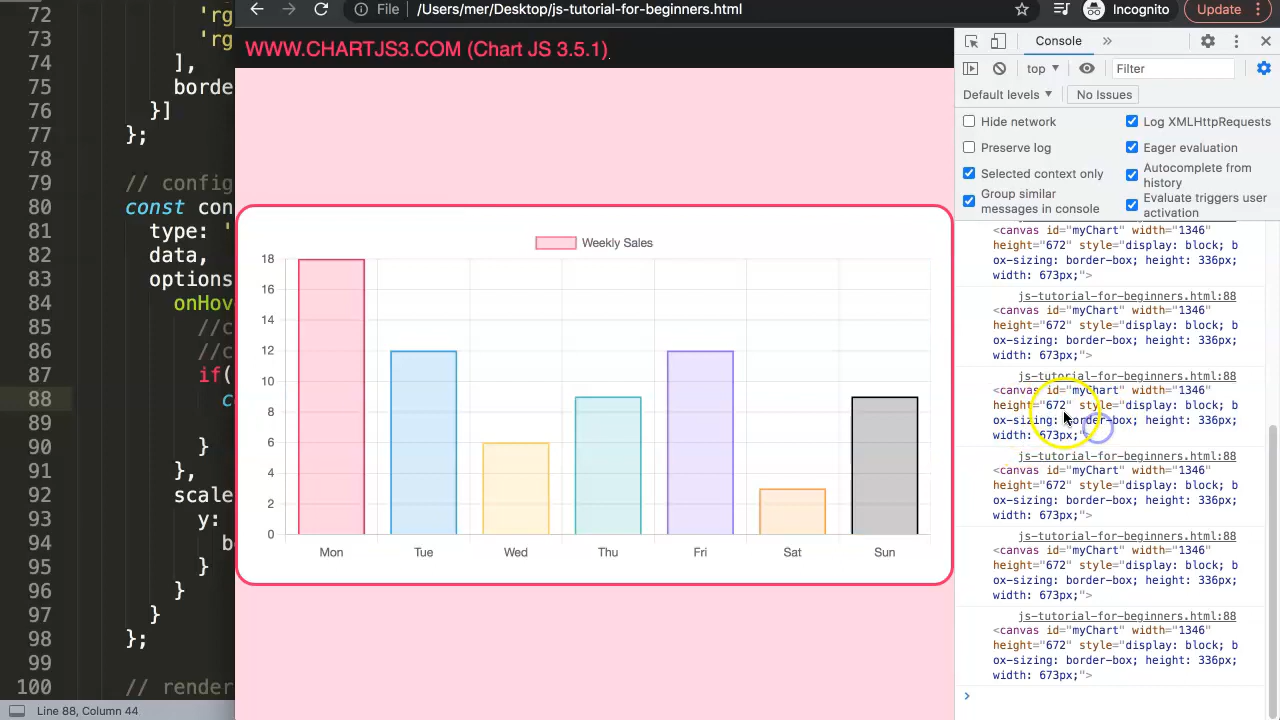 72
'rg
73
'rg
74
],
75
borde
76
}]
77
};
78
79
// config
80
const con
81
type: '
82
data,
83
options
84
onHov
85
//c
86
//c
87
if(
88
c
89
90
}
91
},
92
scale
93
y:
94
b
95
}
96
}
97
}
98
};
99
100
// render
Line 88, Column 44
File
/Users/mer/Desktop/js-tutorial-for-beginners.html
Incognito
Update
WWW.CHARTJS3.COM (Chart JS 3.5.1)
Weekly Sales
18
16
14
12
10
8
6
4
2
0
Mon Tue Wed Thu Fri Sat Sun
Console
top
Filter
Default levels
No Issues
Hide network
Log XMLHttpRequests
Preserve log
Eager evaluation
Selected context only
Autocomplete from
history
Group similar
messages in console
Evaluate triggers user
activation
<canvas id="myChart" width="1346"
height="672" style="display: block; b
ox-sizing: border-box; height: 336px;
width: 673px;">
js-tutorial-for-beginners.html:88
<canvas id="myChart" width="1346"
height="672" style="display: block; b
ox-sizing: border-box; height: 336px;
width: 673px;">
js-tutorial-for-beginners.html:88
<canvas id="myChart" width="1346"
height="672" style="display: block; b
ox-sizing: border-box; height: 336px;
width: 673px;">
js-tutorial-for-beginners.html:88
<canvas id="myChart" width="1346"
height="672" style="display: block; b
ox-sizing: border-box; height: 336px;
width: 673px;">
js-tutorial-for-beginners.html:88
<canvas id="myChart" width="1346"
height="672" style="display: block; b
ox-sizing: border-box; height: 336px;
width: 673px;">
js-tutorial-for-beginners.html:88
<canvas id="myChart" width="1346"
height="672" style="display: block; b
ox-sizing: border-box; height: 336px;
width: 673px;">